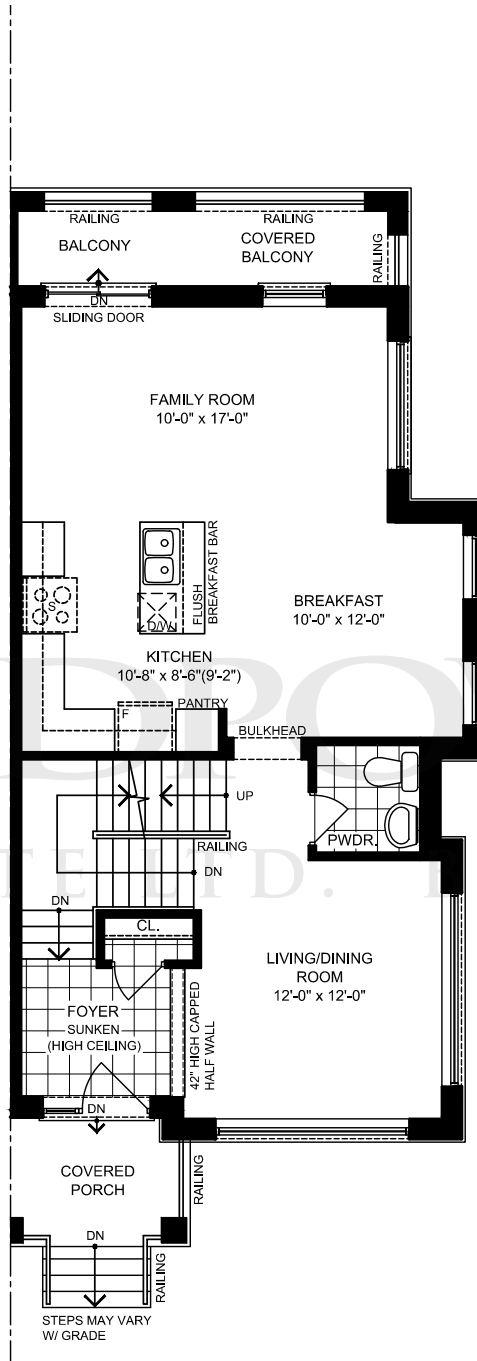 RAILING
RAILING
BALCONY
COVERED
BALCONY
RAILING
DN
SLIDING DOOR
FAMILY ROOM
10'-0" x 17'-0"
S
D/W
FLUSH
BREAKFAST BAR
BREAKFAST
10'-0" x 12'-0"
KITCHEN
10'-8" x 8'-6"(9'-2")
F
PANTRY
BULKHEAD
UP
PWDR.
RAILING
DN
DN
CL.
LIVING/DINING
ROOM
12'-0" x 12'-0"
FOYER
SUNKEN
(HIGH CEILING)
42" HIGH CAPPED
HALF WALL
DN
COVERED
PORCH
RAILING
DN
RAILING
STEPS MAY VARY
W/ GRADE
LTD.